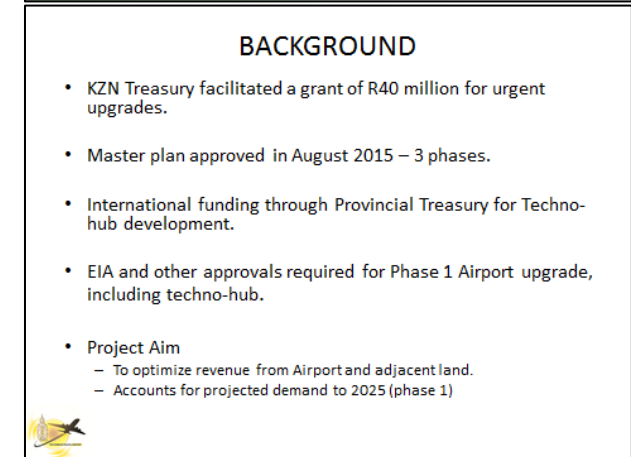 BACKGROUND
• KZN Treasury facilitated a grant of R40 million for urgent
upgrades.
• Master plan approved in August 2015 – 3 phases.
• International funding through Provincial Treasury for Techno-
hub development.
• EIA and other approvals required for Phase 1 Airport upgrade,
including techno-hub.
• Project Aim
– To optimize revenue from Airport and adjacent land.
– Accounts for projected demand to 2025 (phase 1)